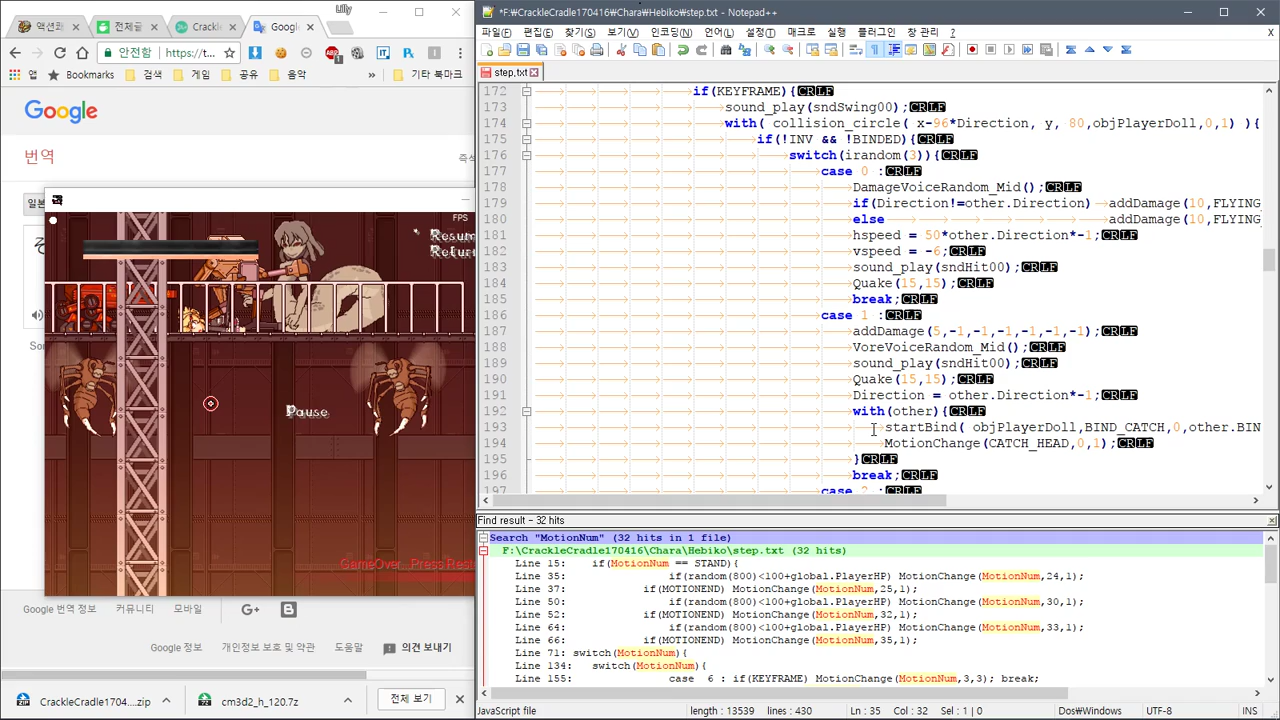 Lilly
액션퀵
전제품
Crackle
Google
안전함
https://t...
Bookmarks
검색
게임
공유
음악
»
기타 북마크
Google
번역
즉석
일본
FPS
Resum
Retur
Pause
GameOver Press Rest
Google 번역 정보
커뮤니티
모바일
G+
Google 정보
개인정보 보호 및 약관
도움말
의견 보내기
CrackleCradle1704....zip
cm3d2_h_120.7z
전체 보기
*F:₩CrackleCradle170416₩Chara₩Hebiko₩step.txt - Notepad++
파일(F) 편집(E) 찾기(S) 보기(V) 인코딩(N) 언어(L) 설정(T) 매크로 실행 플러그인 창 관리 ? X
step.txt
172 if(KEYFRAME){CRLF
173 sound_play(sndSwing00);CRLF
174 with( collision_circle( x-96*Direction, y, 80,objPlayerDoll,0,1) ){
175 if(!INV && !BINDED){CRLF
176 switch(irandom(3)){CRLF
177 case 0 :CRLF
178 DamageVoiceRandom_Mid();CRLF
179 if(Direction!=other.Direction) addDamage(10,FLYING
180 else addDamage(10,FLYING
181 hspeed = 50*other.Direction*-1;CRLF
182 vspeed = -6;CRLF
183 sound_play(sndHit00);CRLF
184 Quake(15,15);CRLF
185 break;CRLF
186 case 1 :CRLF
187 addDamage(5,-1,-1,-1,-1,-1,-1);CRLF
188 VoreVoiceRandom_Mid();CRLF
189 sound_play(sndHit00);CRLF
190 Quake(15,15);CRLF
191 Direction = other.Direction*-1;CRLF
192 with(other){CRLF
193 startBind( objPlayerDoll,BIND_CATCH,0,other.BIN
194 MotionChange(CATCH_HEAD,0,1);CRLF
195 }CRLF
196 break;CRLF
197 case 2 :CRLF
Find result - 32 hits
Search "MotionNum" (32 hits in 1 file)
F:\CrackleCradle170416\Chara\Hebiko\step.txt (32 hits)
Line 15: if(MotionNum == STAND){
Line 35: if(random(800)<100+global.PlayerHP) MotionChange(MotionNum,24,1);
Line 37: if(MOTIONEND) MotionChange(MotionNum,25,1);
Line 50: if(random(800)<100+global.PlayerHP) MotionChange(MotionNum,30,1);
Line 52: if(MOTIONEND) MotionChange(MotionNum,32,1);
Line 64: if(random(800)<100+global.PlayerHP) MotionChange(MotionNum,33,1);
Line 66: if(MOTIONEND) MotionChange(MotionNum,35,1);
Line 71: switch(MotionNum){
Line 134: switch(MotionNum){
Line 155: case 6 : if(KEYFRAME) MotionChange(MotionNum,3,3); break;
JavaScript file length : 13539 lines : 430 Ln : 35 Col : 32 Sel : 1 | 0 Dos\Windows UTF-8 INS